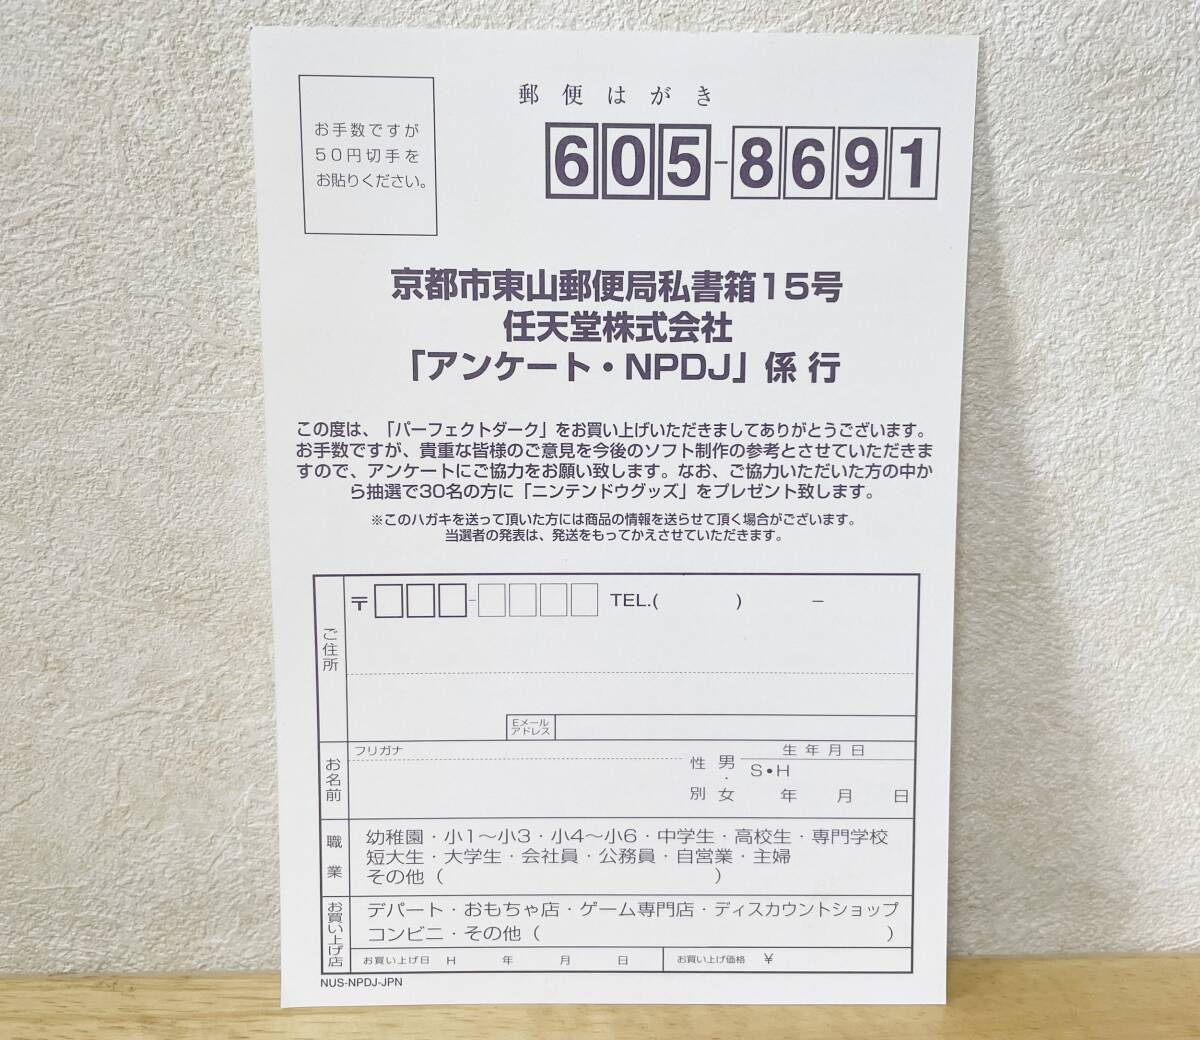 郵便はがき
お手数ですが
50円切手を
お貼りください。
605-8691
京都市東山郵便局私書箱15号
任天堂株式会社
「アンケート・NPDJ」係 行
この度は、「パーフェクトダーク」をお買い上げいただきましてありがとうございます。
お手数ですが、貴重な皆様のご意見を今後のソフト制作の参考とさせていただきま
すので、アンケートにご協力をお願い致します。なお、ご協力いただいた方の中か
ら抽選で30名の方に「ニンテンドウグッズ」をプレゼント致します。
※このハガキを送って頂いた方には商品の情報を送らせて頂く場合がございます。
当選者の発表は、発送をもってかえさせていただきます。
ご住所
〒 - TEL.( ) －
Eメール
アドレス
お名前
フリガナ
性別
男・女
生年月日
S•H
年 月 日
職業
幼稚園・小1～小3・小4～小6・中学生・高校生・専門学校
短大生・大学生・会社員・公務員・自営業・主婦
その他（ ）
お買い上げ店
デパート・おもちゃ店・ゲーム専門店・ディスカウントショップ
コンビニ・その他（ ）
お買い上げ日 H 年 月 日
お買い上げ価格 ¥
NUS-NPDJ-JPN